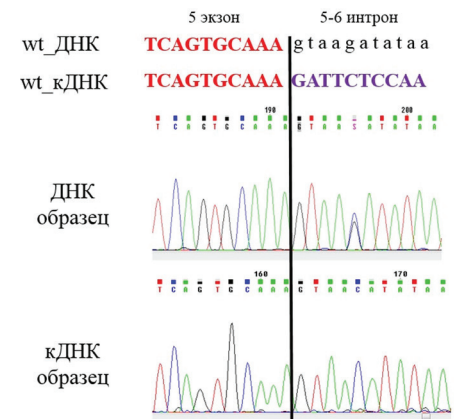 5 экзон 5-6 интрон
wt_ДНК TCAGTGCAAA gtaagatataa
wt_кДНК TCAGTGCAAA GATTCTCCAA
190 200
T C A G T G C A A A G T A A S A T A T A A
ДНК
образец
160 170
T C A G T G C A A A G T A A C A T A T A A
кДНК
образец